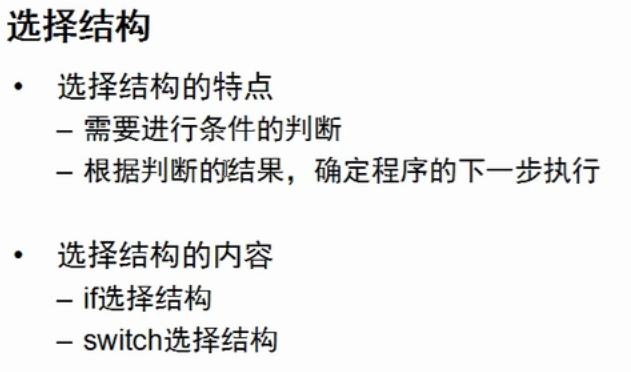 选择结构
• 选择结构的特点
– 需要进行条件的判断
– 根据判断的结果，确定程序的下一步执行
• 选择结构的内容
– if选择结构
– switch选择结构